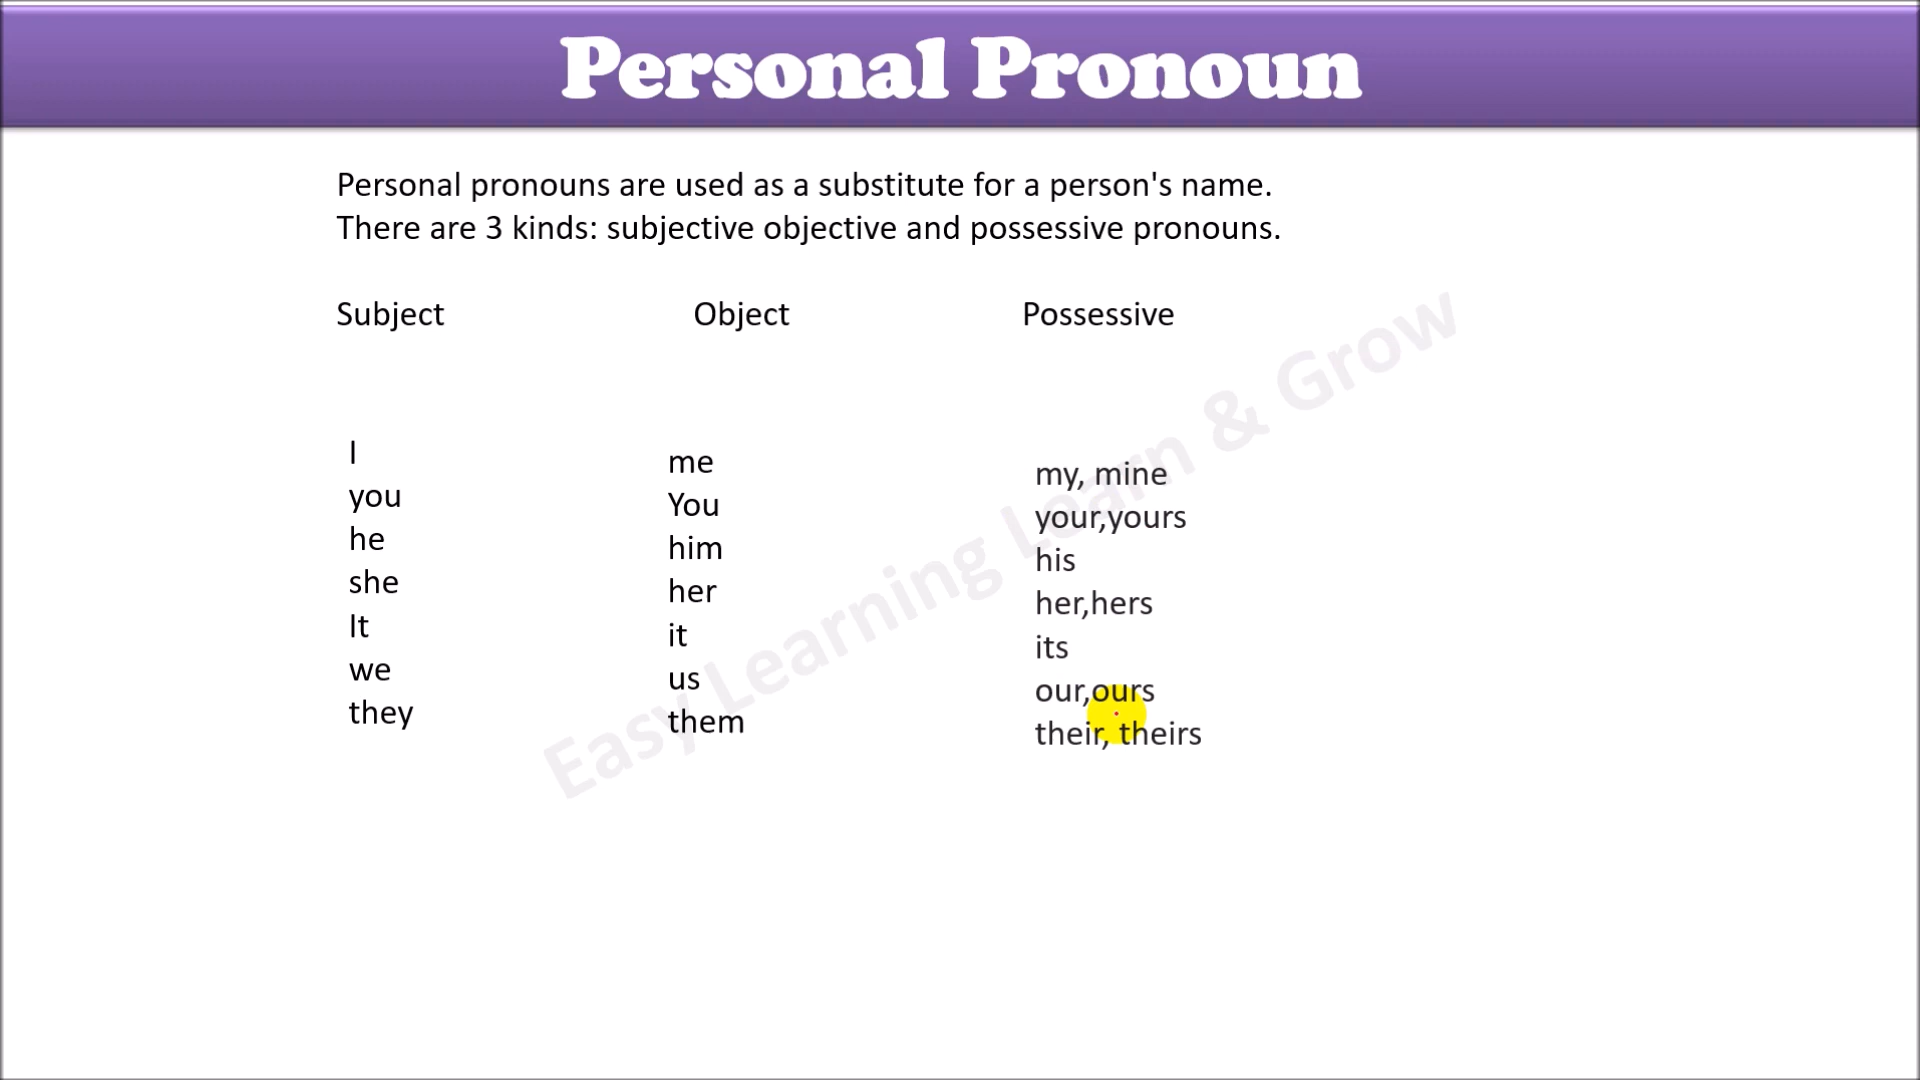 Personal Pronoun
Personal pronouns are used as a substitute for a person's name.
There are 3 kinds: subjective objective and possessive pronouns.
Subject Object Possessive
I me my, mine
you You your,yours
he him his
she her her,hers
It it its
we us our,ours
they them their, theirs
Easy Learning Learn & Grow